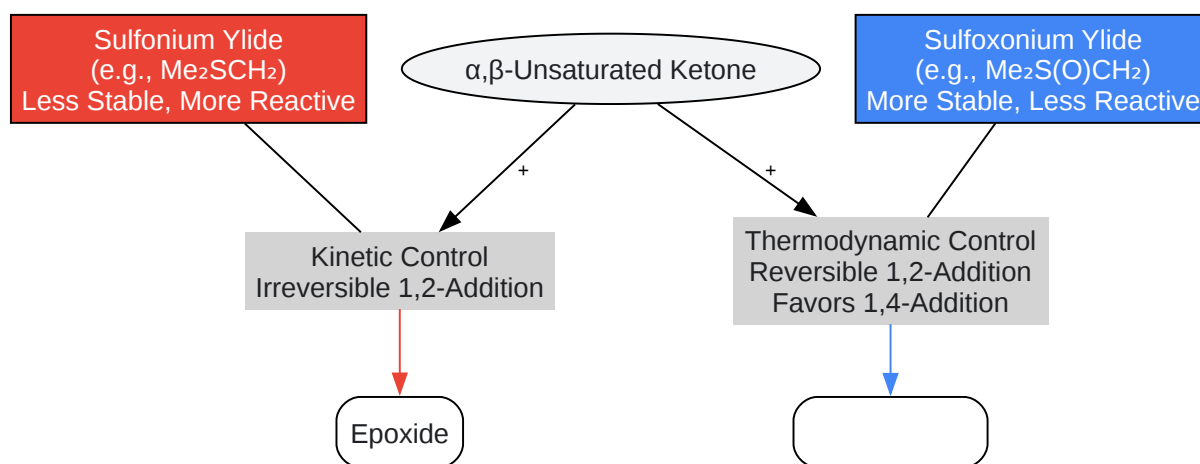 Sulfonium Ylide
(e.g., Me₂SCH₂)
Less Stable, More Reactive
α,β-Unsaturated Ketone
Sulfoxonium Ylide
(e.g., Me₂S(O)CH₂)
More Stable, Less Reactive
+
+
Kinetic Control
Irreversible 1,2-Addition
Thermodynamic Control
Reversible 1,2-Addition
Favors 1,4-Addition
Epoxide